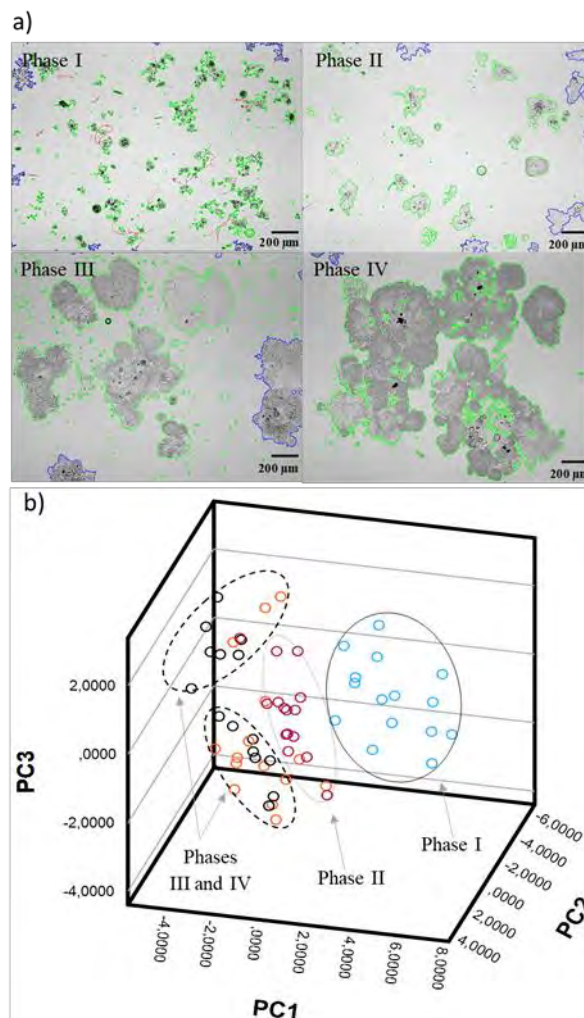 a)
Phase I
Phase II
200 µm
200 µm
Phase III
Phase IV
200 µm
200 µm
b)
2,0000
,0000
-2,0000
-4,0000
PC3
Phases
III and IV
Phase II
Phase I
-4,0000
-2,0000
,0000
2,0000
4,0000
6,0000
8,0000
PC1
-6,0000
-4,0000
-2,0000
,0000
2,0000
4,0000
PC2